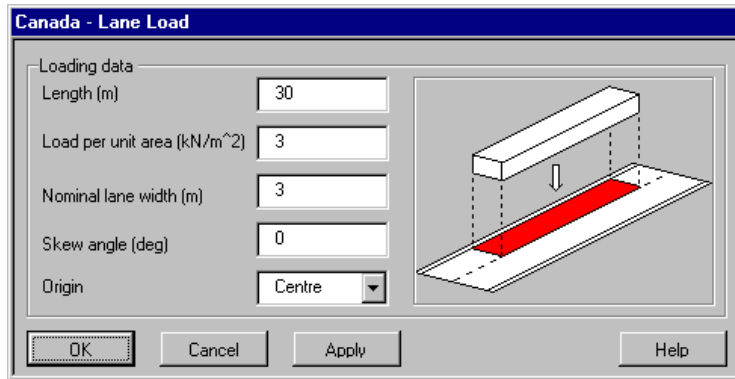 Canada - Lane Load
Loading data
Length (m) 30
Load per unit area (kN/m^2) 3
Nominal lane width (m) 3
Skew angle (deg) 0
Origin Centre
OK Cancel Apply Help